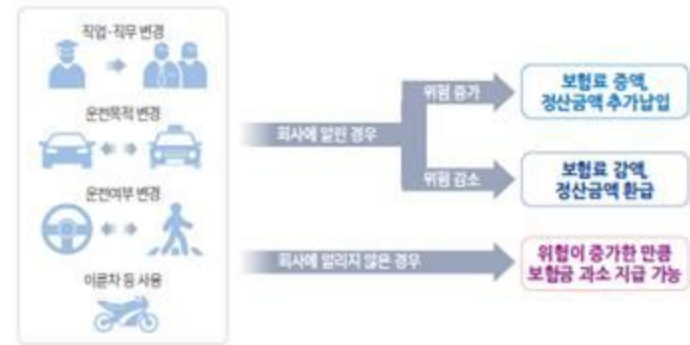 직업·직무 변경
운전목적 변경
운전여부 변경
이륜차 등 사용
회사에 알린 경우
위험 증가
보험료 증액,
정산금액 추가납입
위험 감소
보험료 감액,
정산금액 환급
회사에 알리지 않은 경우
위험이 증가한 만큼
보험금 과소 지급 가능